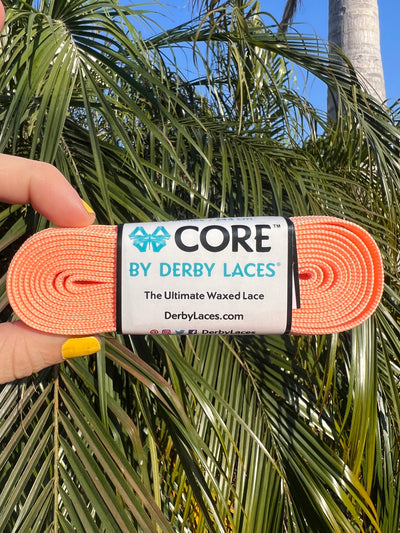 CORE™
BY DERBY LACES®
The Ultimate Waxed Lace
DerbyLaces.com
DerbyLaces